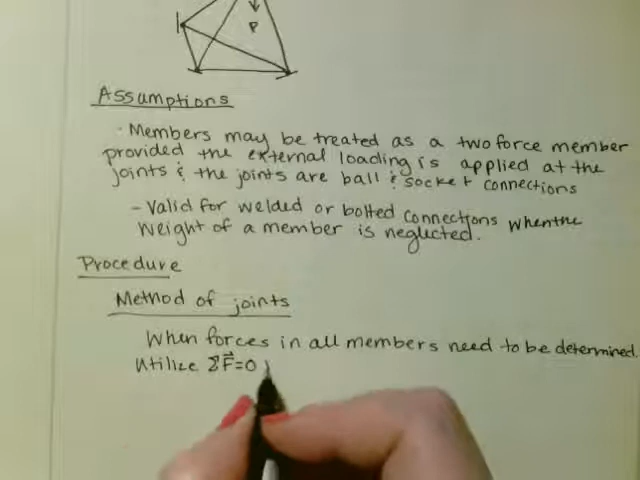 P
Assumptions
· Members may be treated as a two force member
provided the external loading is applied at the
joints & the joints are ball & socket connections
- Valid for welded or bolted connections when the
weight of a member is neglected.
Procedure
Method of joints
When forces in all members need to be determined.
Utilize ΣF⃗=0